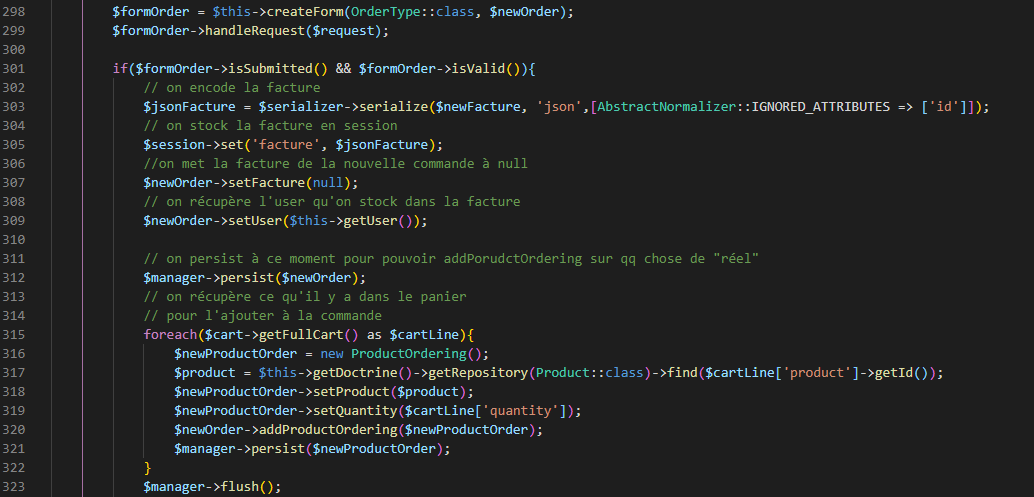 298 $formOrder = $this->createForm(OrderType::class, $newOrder);
299 $formOrder->handleRequest($request);
300
301 if($formOrder->isSubmitted() && $formOrder->isValid()){
302 // on encode la facture
303 $jsonFacture = $serializer->serialize($newFacture, 'json',[AbstractNormalizer::IGNORED_ATTRIBUTES => ['id']]);
304 // on stock la facture en session
305 $session->set('facture', $jsonFacture);
306 //on met la facture de la nouvelle commande à null
307 $newOrder->setFacture(null);
308 // on récupère l'user qu'on stock dans la facture
309 $newOrder->setUser($this->getUser());
310
311 // on persist à ce moment pour pouvoir addPorudctOrdering sur qq chose de "réel"
312 $manager->persist($newOrder);
313 // on récupère ce qu'il y a dans le panier
314 // pour l'ajouter à la commande
315 foreach($cart->getFullCart() as $cartLine){
316 $newProductOrder = new ProductOrdering();
317 $product = $this->getDoctrine()->getRepository(Product::class)->find($cartLine['product']->getId());
318 $newProductOrder->setProduct($product);
319 $newProductOrder->setQuantity($cartLine['quantity']);
320 $newOrder->addProductOrdering($newProductOrder);
321 $manager->persist($newProductOrder);
322 }
323 $manager->flush();